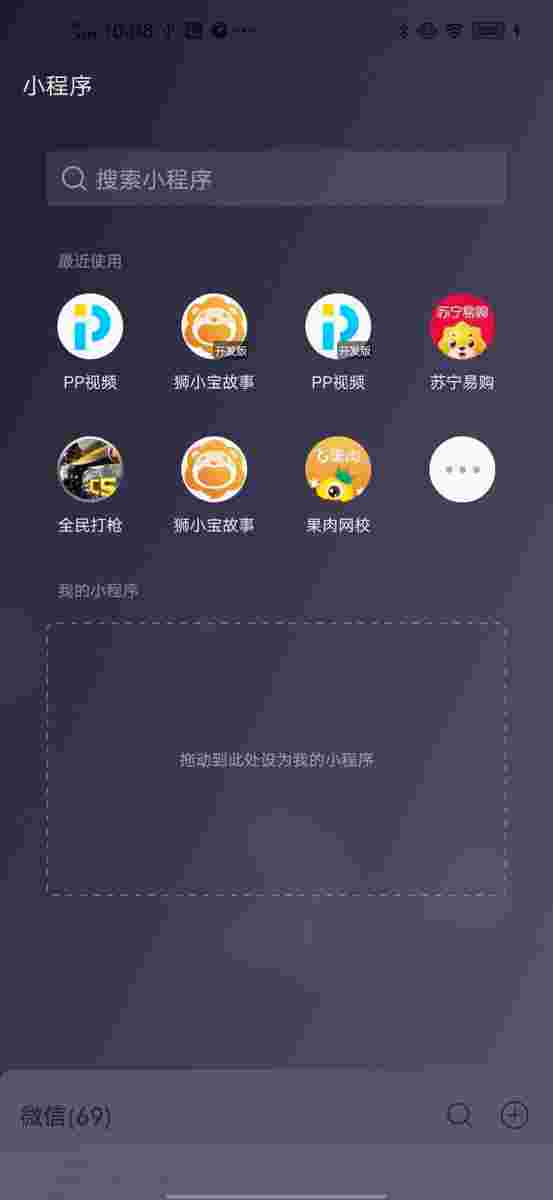 10:08
小程序
搜索小程序
最近使用
开发版
开发版
苏宁易购
PP视频
狮小宝故事
PP视频
苏宁易购
果肉
全民打枪
狮小宝故事
果肉网校
我的小程序
拖动到此处设为我的小程序
微信(69)